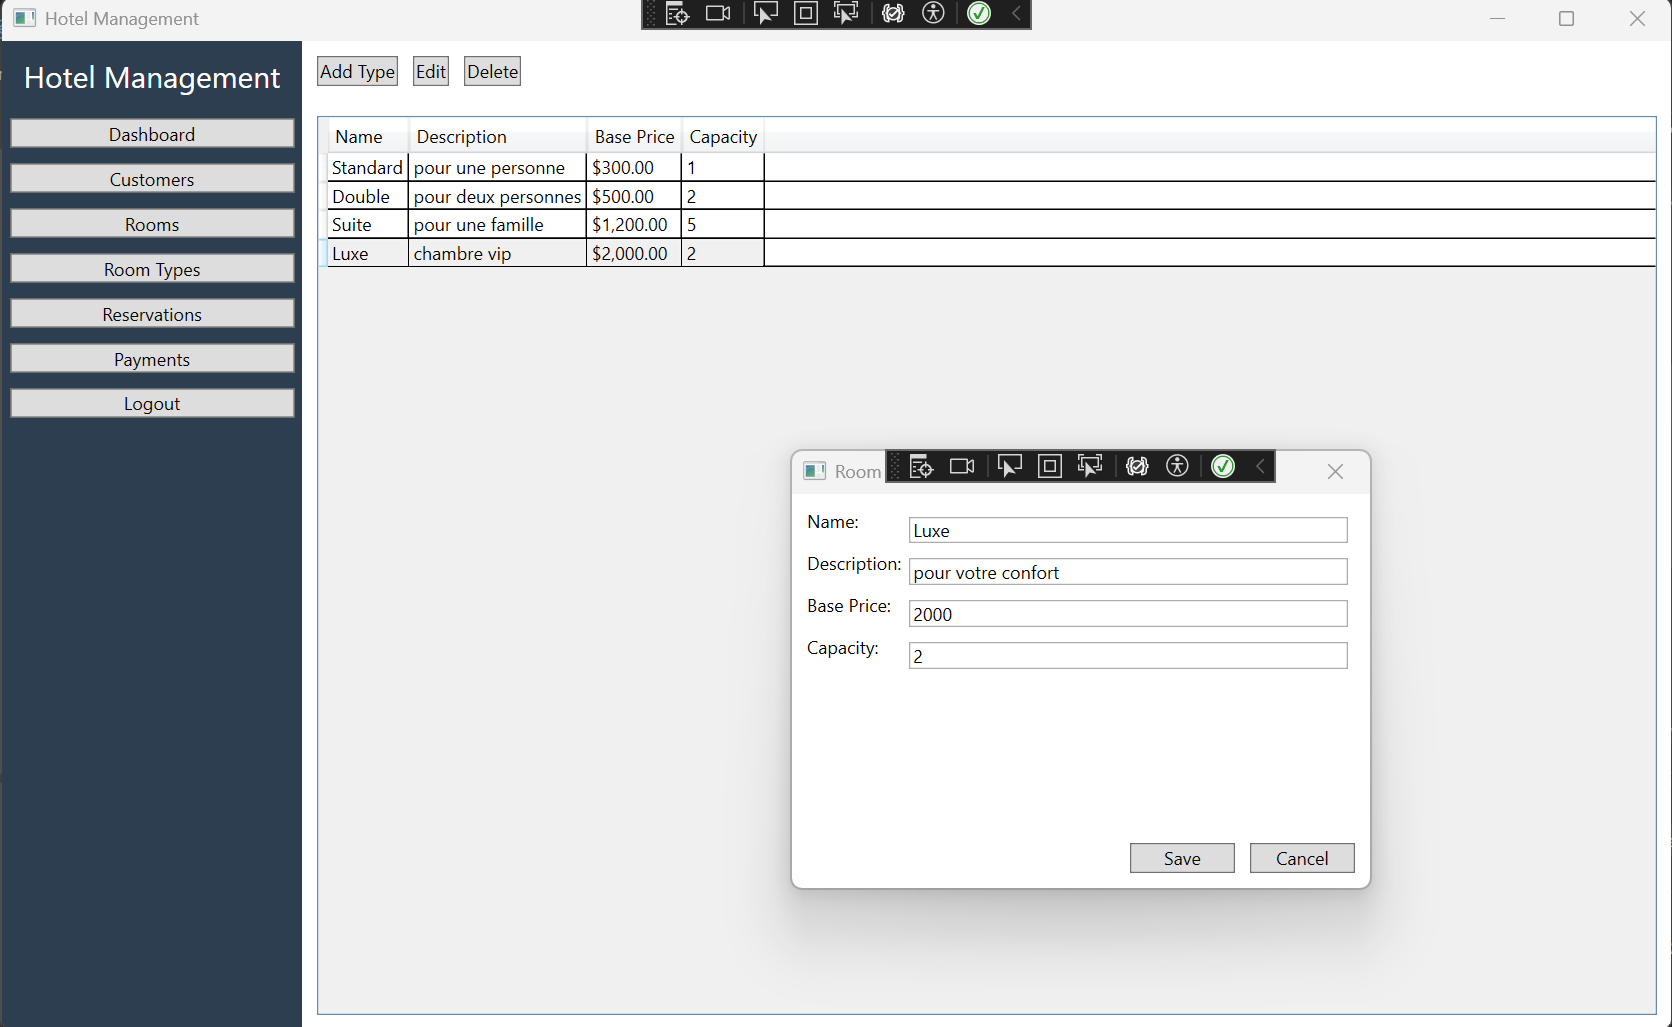 Hotel Management
Hotel Management
Dashboard
Customers
Rooms
Room Types
Reservations
Payments
Logout
Add Type Edit Delete
Name Description Base Price Capacity
Standard pour une personne $300.00 1
Double pour deux personnes $500.00 2
Suite pour une famille $1,200.00 5
Luxe chambre vip $2,000.00 2
Room
Name: Luxe
Description: pour votre confort
Base Price: 2000
Capacity: 2
Save Cancel